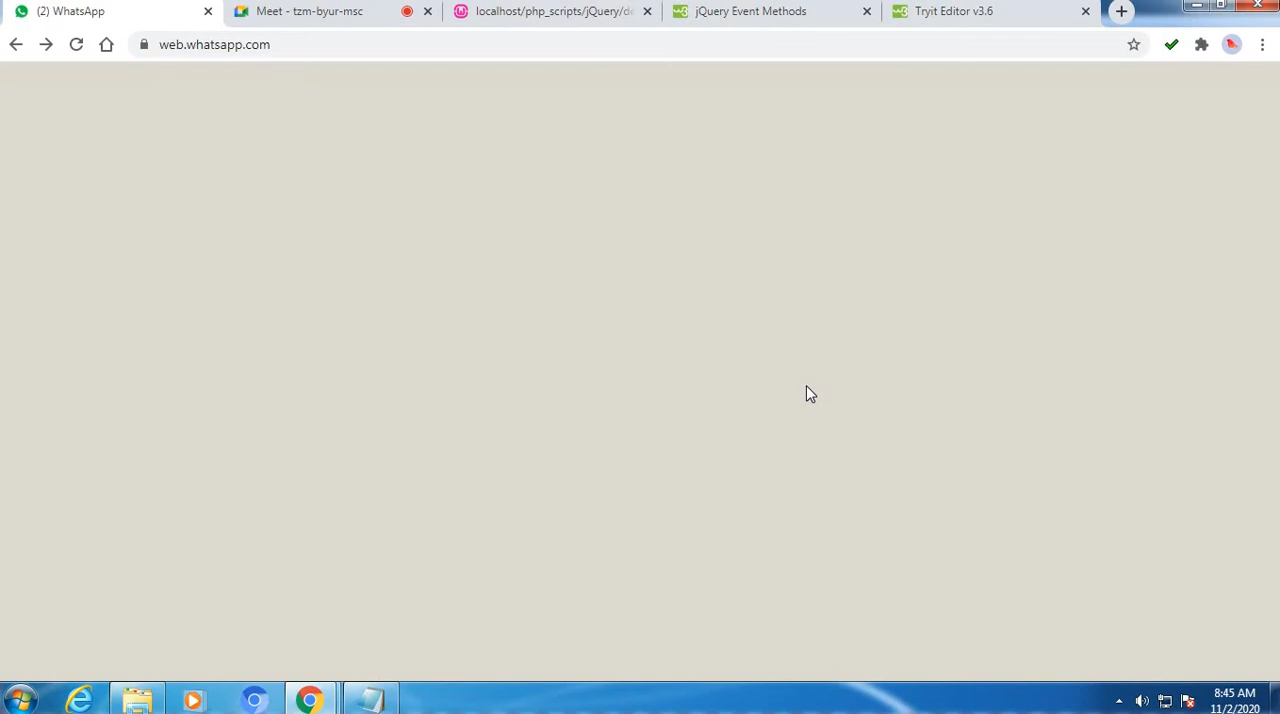 (2) WhatsApp
Meet - tzm-byur-msc
localhost/php_scripts/jQuery/de
jQuery Event Methods
Tryit Editor v3.6
web.whatsapp.com
8:45 AM
11/2/2020